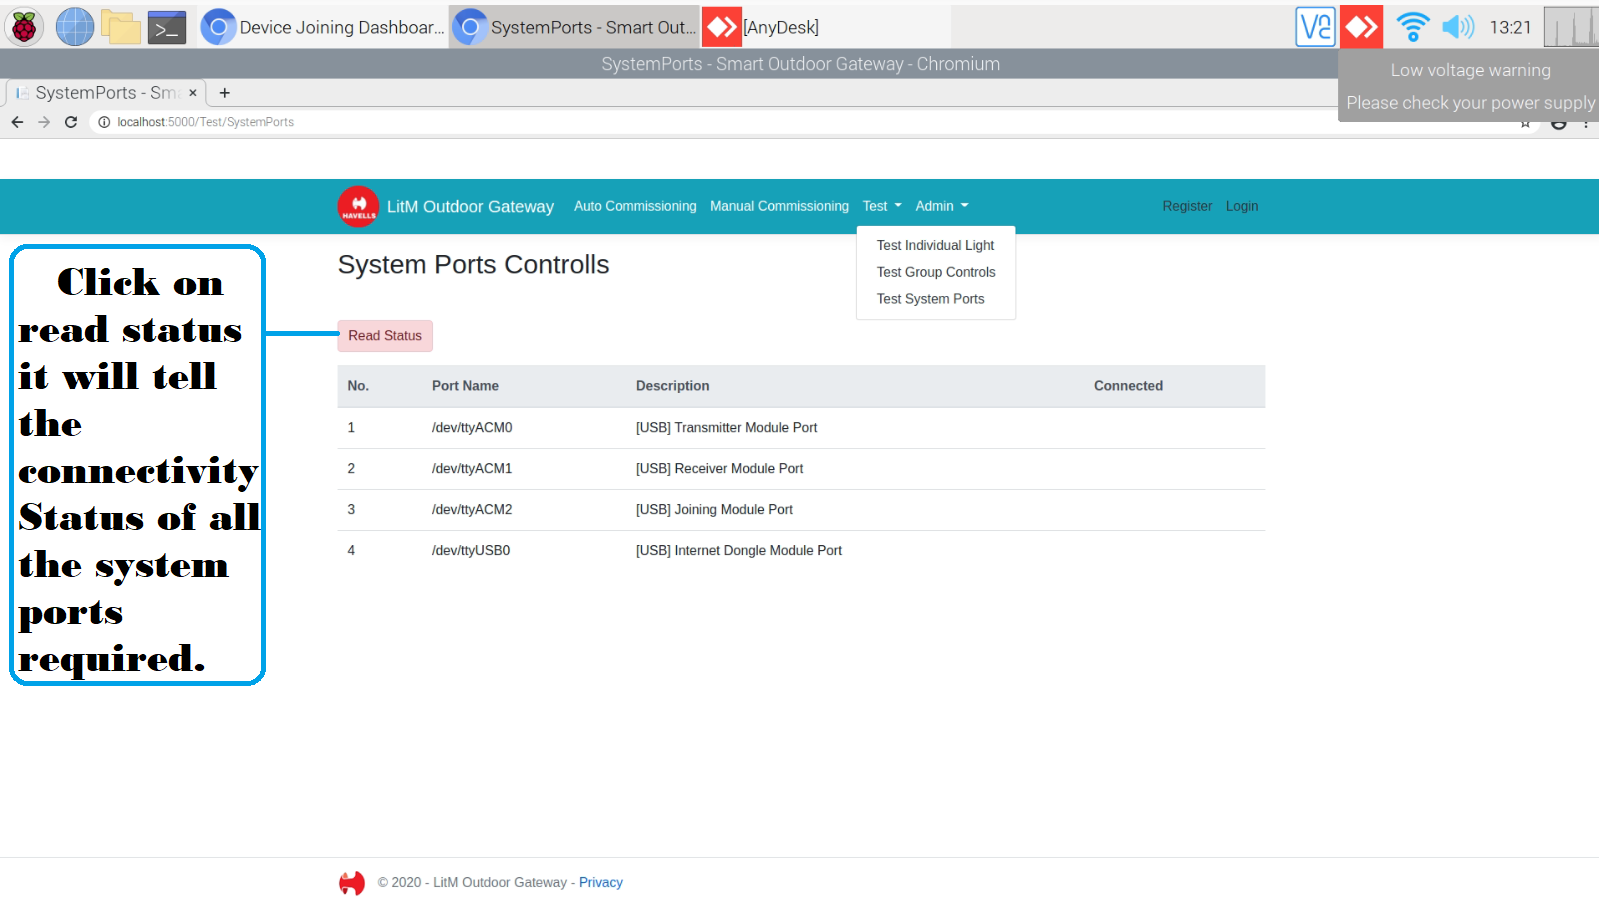 Device Joining Dashboar...
SystemPorts - Smart Out...
[AnyDesk]
13:21
SystemPorts - Smart Outdoor Gateway - Chromium
Low voltage warning
Please check your power supply
SystemPorts - Sm
localhost:5000/Test/SystemPorts
HAVELLS
LitM Outdoor Gateway Auto Commissioning Manual Commissioning Test Admin Register Login
Test Individual Light
Test Group Controls
Test System Ports
System Ports Controlls
Click on
read status
it will tell
the
connectivity
Status of all
the system
ports
required.
Read Status
No. Port Name Description Connected
1 /dev/ttyACM0 [USB] Transmitter Module Port
2 /dev/ttyACM1 [USB] Receiver Module Port
3 /dev/ttyACM2 [USB] Joining Module Port
4 /dev/ttyUSB0 [USB] Internet Dongle Module Port
© 2020 - LitM Outdoor Gateway - Privacy